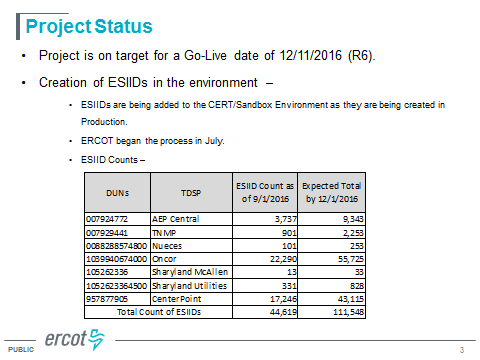 Project Status
• Project is on target for a Go-Live date of 12/11/2016 (R6).
• Creation of ESIIDs in the environment –
• ESIIDs are being added to the CERT/Sandbox Environment as they are being created in
Production.
• ERCOT began the process in July.
• ESIID Counts –
DUNs TDSP ESIID Count as of 9/1/2016 Expected Total by 12/1/2016
007924772 AEP Central 3,737 9,343
007929441 TNMP 901 2,253
0088288574800 Nueces 101 253
1039940674000 Oncor 22,290 55,725
105262336 Sharyland McAllen 13 33
1052623364500 Sharyland Utilities 331 828
957877905 CenterPoint 17,246 43,115
Total Count of ESIIDs 44,619 111,548
PUBLIC
ercot
3